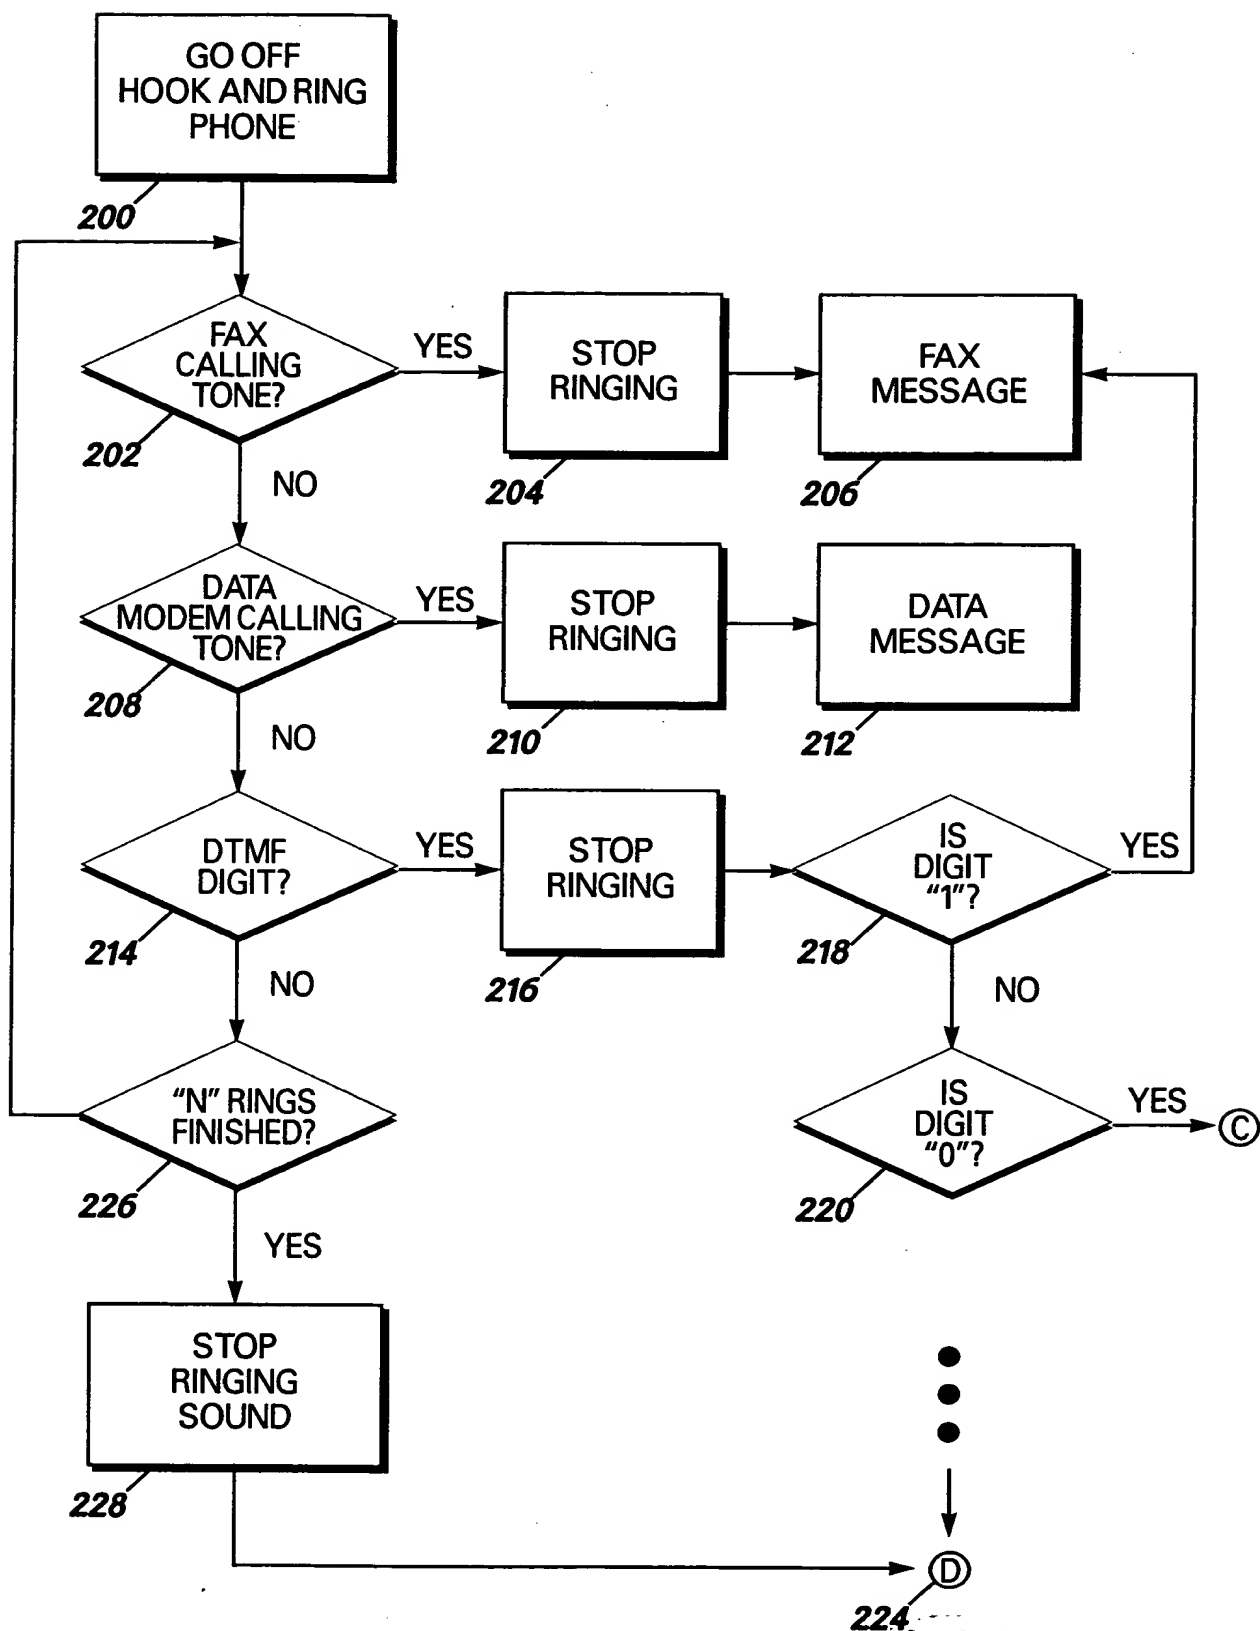 GO OFF
HOOK AND RING
PHONE
200
FAX
CALLING
TONE?
202
YES
STOP
RINGING
204
FAX
MESSAGE
206
NO
DATA
MODEM CALLING
TONE?
208
YES
STOP
RINGING
210
DATA
MESSAGE
212
NO
DTMF
DIGIT?
214
YES
STOP
RINGING
216
IS
DIGIT
“1”?
218
YES
NO
NO
“N” RINGS
FINISHED?
226
IS
DIGIT
“0”?
220
YES
C
YES
STOP
RINGING
SOUND
228
D
224